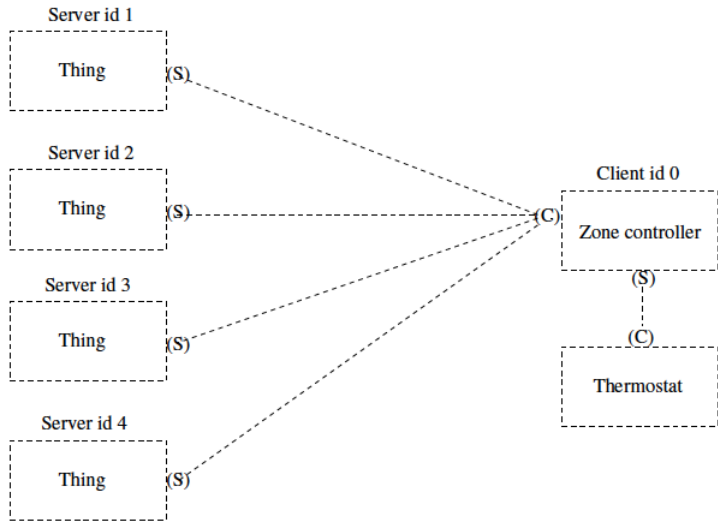 Server id 1
Thing
(S)
Server id 2
Thing
(S)
Server id 3
Thing
(S)
Server id 4
Thing
(S)
Client id 0
(C)
Zone controller
(S)
(C)
Thermostat